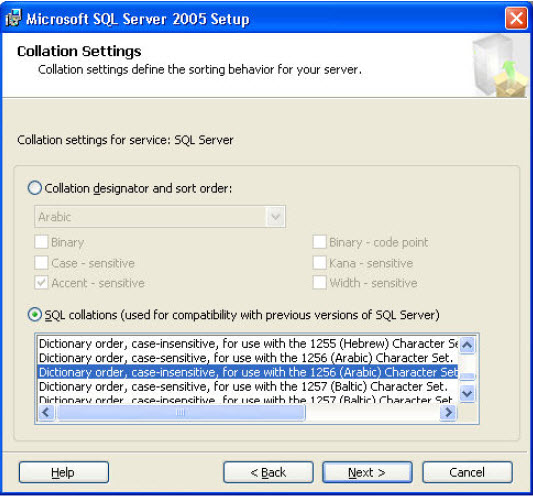 Microsoft SQL Server 2005 Setup
Collation Settings
Collation settings define the sorting behavior for your server.
Collation settings for service: SQL Server
Collation designator and sort order:
Arabic
Binary
Binary - code point
Case - sensitive
Kana - sensitive
Accent - sensitive
Width - sensitive
SQL collations (used for compatibility with previous versions of SQL Server)
Dictionary order, case-insensitive, for use with the 1255 (Hebrew) Character Se
Dictionary order, case-sensitive, for use with the 1256 (Arabic) Character Set.
Dictionary order, case-insensitive, for use with the 1256 (Arabic) Character Set
Dictionary order, case-sensitive, for use with the 1257 (Baltic) Character Set.
Dictionary order, case-insensitive, for use with the 1257 (Baltic) Character Set
Help
< Back
Next >
Cancel